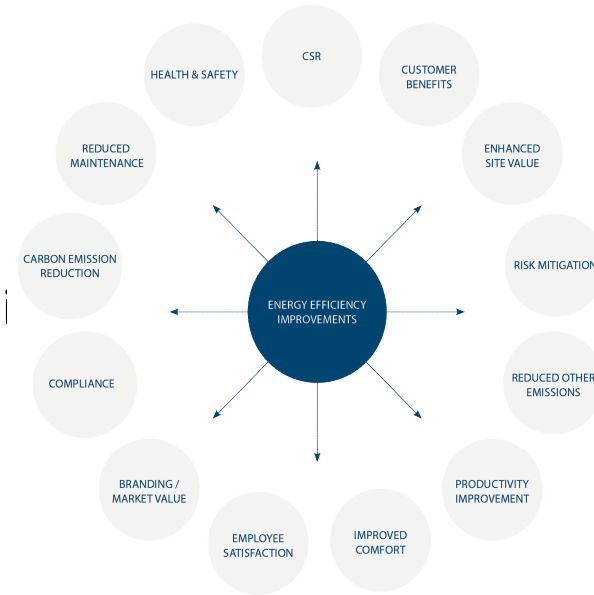 CSR
HEALTH & SAFETY
CUSTOMER
BENEFITS
REDUCED
MAINTENANCE
ENHANCED
SITE VALUE
CARBON EMISSION
REDUCTION
RISK MITIGATION
ENERGY EFFICIENCY
IMPROVEMENTS
COMPLIANCE
REDUCED OTHER
EMISSIONS
BRANDING /
MARKET VALUE
PRODUCTIVITY
IMPROVEMENT
EMPLOYEE
SATISFACTION
IMPROVED
COMFORT